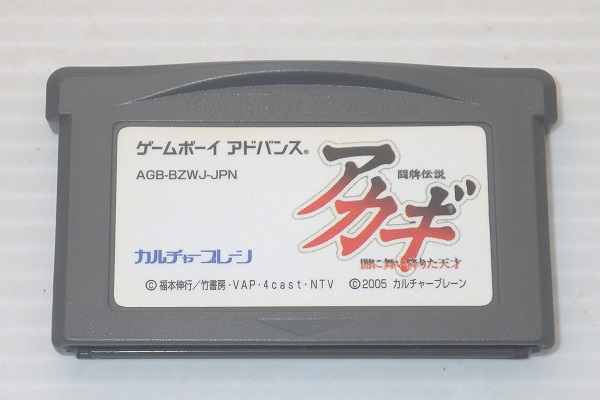 ゲームボーイ アドバンス®
AGB-BZWJ-JPN
闘牌伝説
アカギ
闇に舞い降りた天才
カルチャーブレーン
©福本伸行／竹書房・VAP・4cast・NTV
©2005 カルチャーブレーン